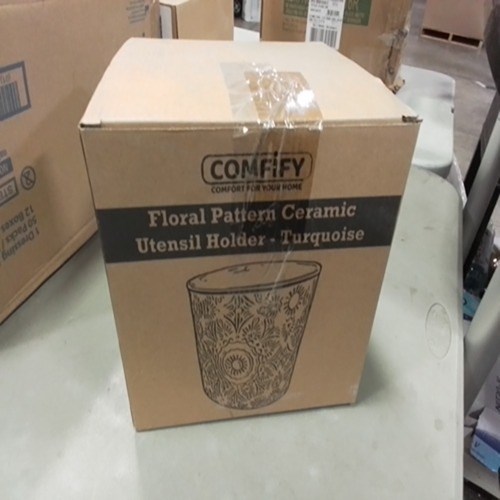 COMFIFY
COMFORT FOR YOUR HOME
Floral Pattern Ceramic
Utensil Holder - Turquoise